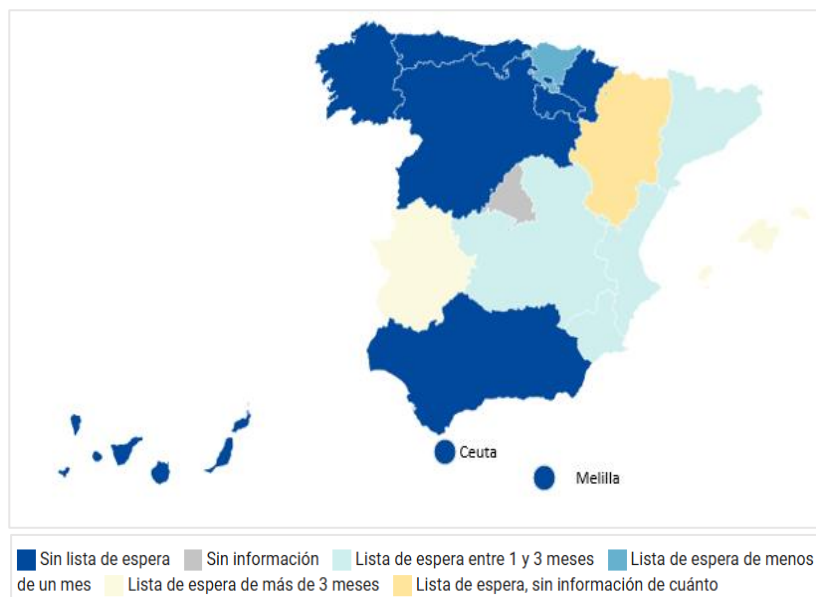 Ceuta
Melilla
Sin lista de espera Sin información Lista de espera entre 1 y 3 meses Lista de espera de menos
de un mes Lista de espera de más de 3 meses Lista de espera, sin información de cuánto